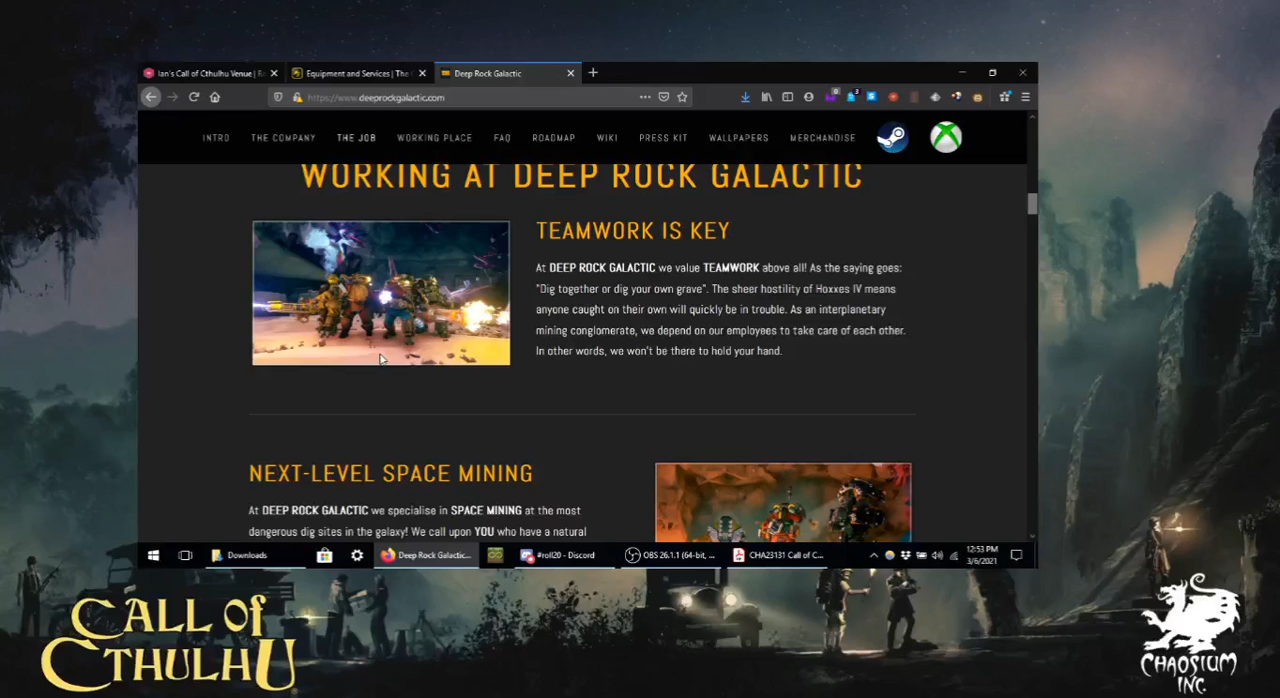 Ian's Call of Cthulhu Venue | R
Equipment and Services | The
Deep Rock Galactic
https://www.deeprockgalactic.com
0
3
INTRO
THE COMPANY
THE JOB
WORKING PLACE
FAQ
ROADMAP
WIKI
PRESS KIT
WALLPAPERS
MERCHANDISE
WORKING AT DEEP ROCK GALACTIC
TEAMWORK IS KEY
At DEEP ROCK GALACTIC we value TEAMWORK above all! As the saying goes:
"Dig together or dig your own grave". The sheer hostility of Hoxxes IV means
anyone caught on their own will quickly be in trouble. As an interplanetary
mining conglomerate, we depend on our employees to take care of each other.
In other words, we won't be there to hold your hand.
NEXT-LEVEL SPACE MINING
At DEEP ROCK GALACTIC we specialise in SPACE MINING at the most
dangerous dig sites in the galaxy! We call upon YOU who have a natural
Downloads
Deep Rock Galactic...
#roll20 - Discord
OBS 26.1.1 (64-bit, ...
CHA23131 Call of C...
12:53 PM
3/6/2021
CALL OF
CTHULHU
CHAOSIUM
INC.